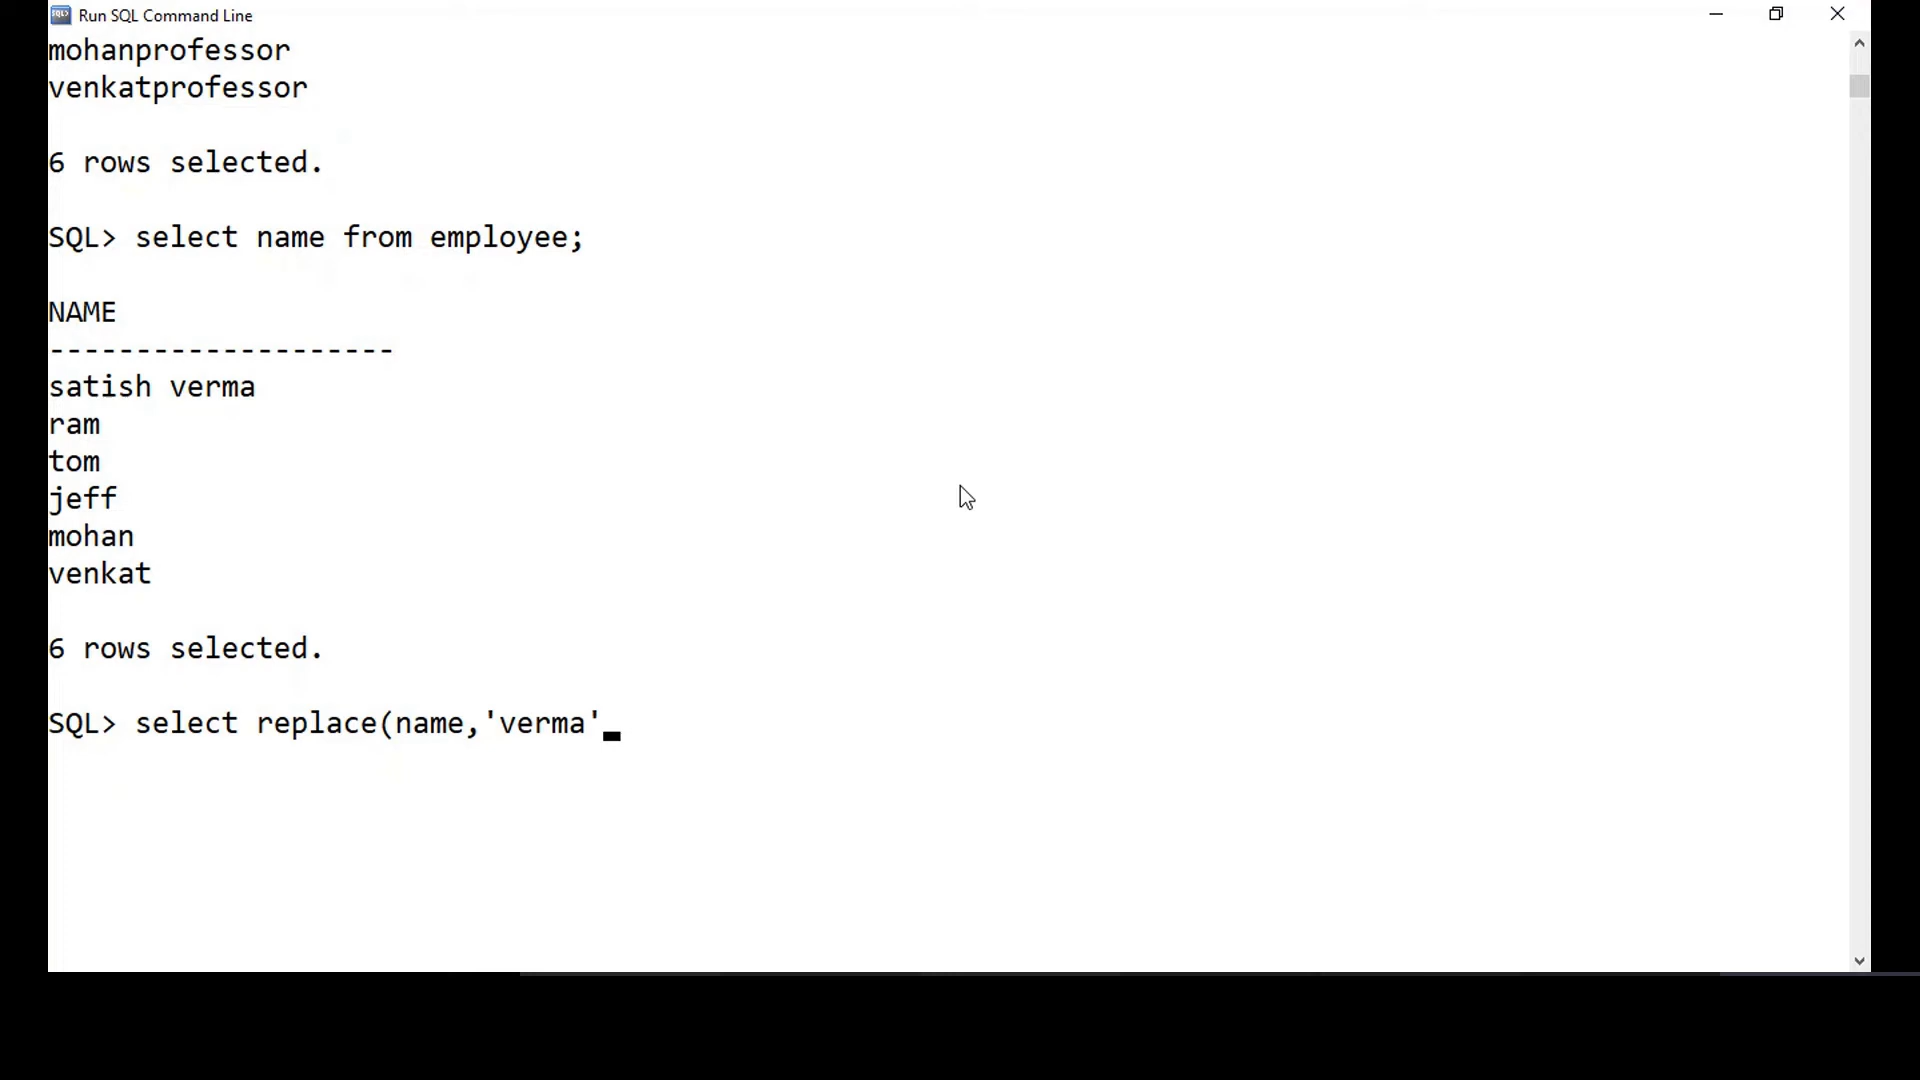 Run SQL Command Line
mohanprofessor
venkatprofessor
6 rows selected.
SQL> select name from employee;
NAME
--------------------
satish verma
ram
tom
jeff
mohan
venkat
6 rows selected.
SQL> select replace(name,'verma'